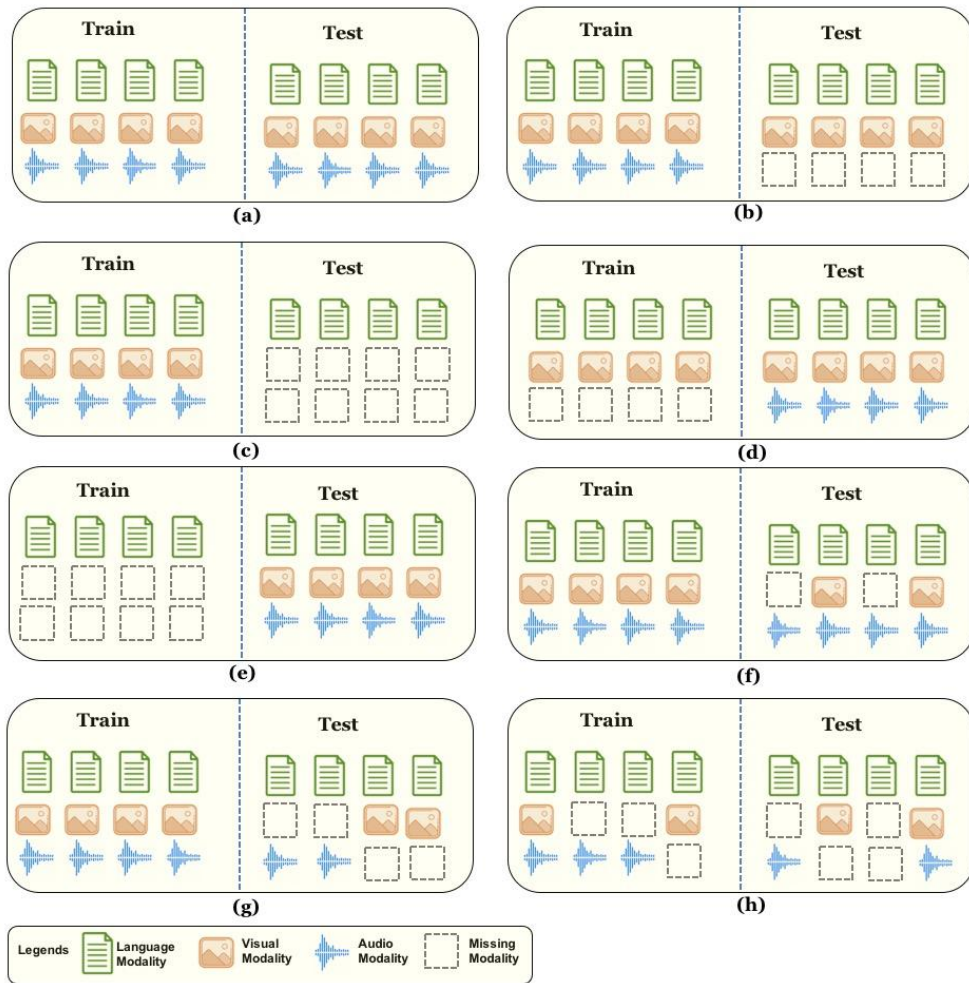 Train Test
(a)
Train Test
(b)
Train Test
(c)
Train Test
(d)
Train Test
(e)
Train Test
(f)
Train Test
(g)
Train Test
(h)
Legends
Language
Modality
Visual
Modality
Audio
Modality
Missing
Modality